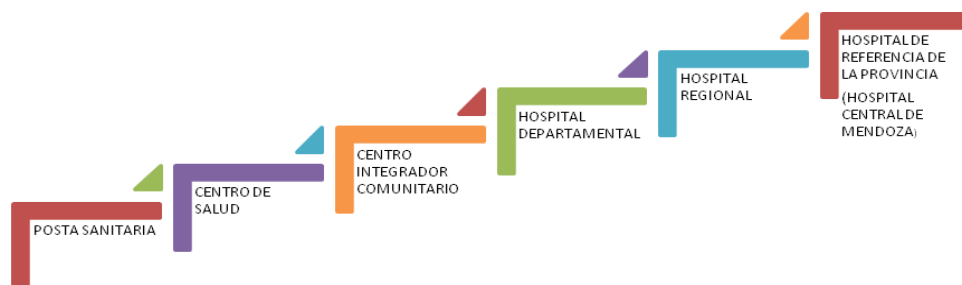 POSTA SANITARIA
CENTRO DE
SALUD
CENTRO
INTEGRADOR
COMUNITARIO
HOSPITAL
DEPARTAMENTAL
HOSPITAL
REGIONAL
HOSPITAL DE
REFERENCIA DE
LA PROVINCIA
(HOSPITAL
CENTRAL DE
MENDOZA)